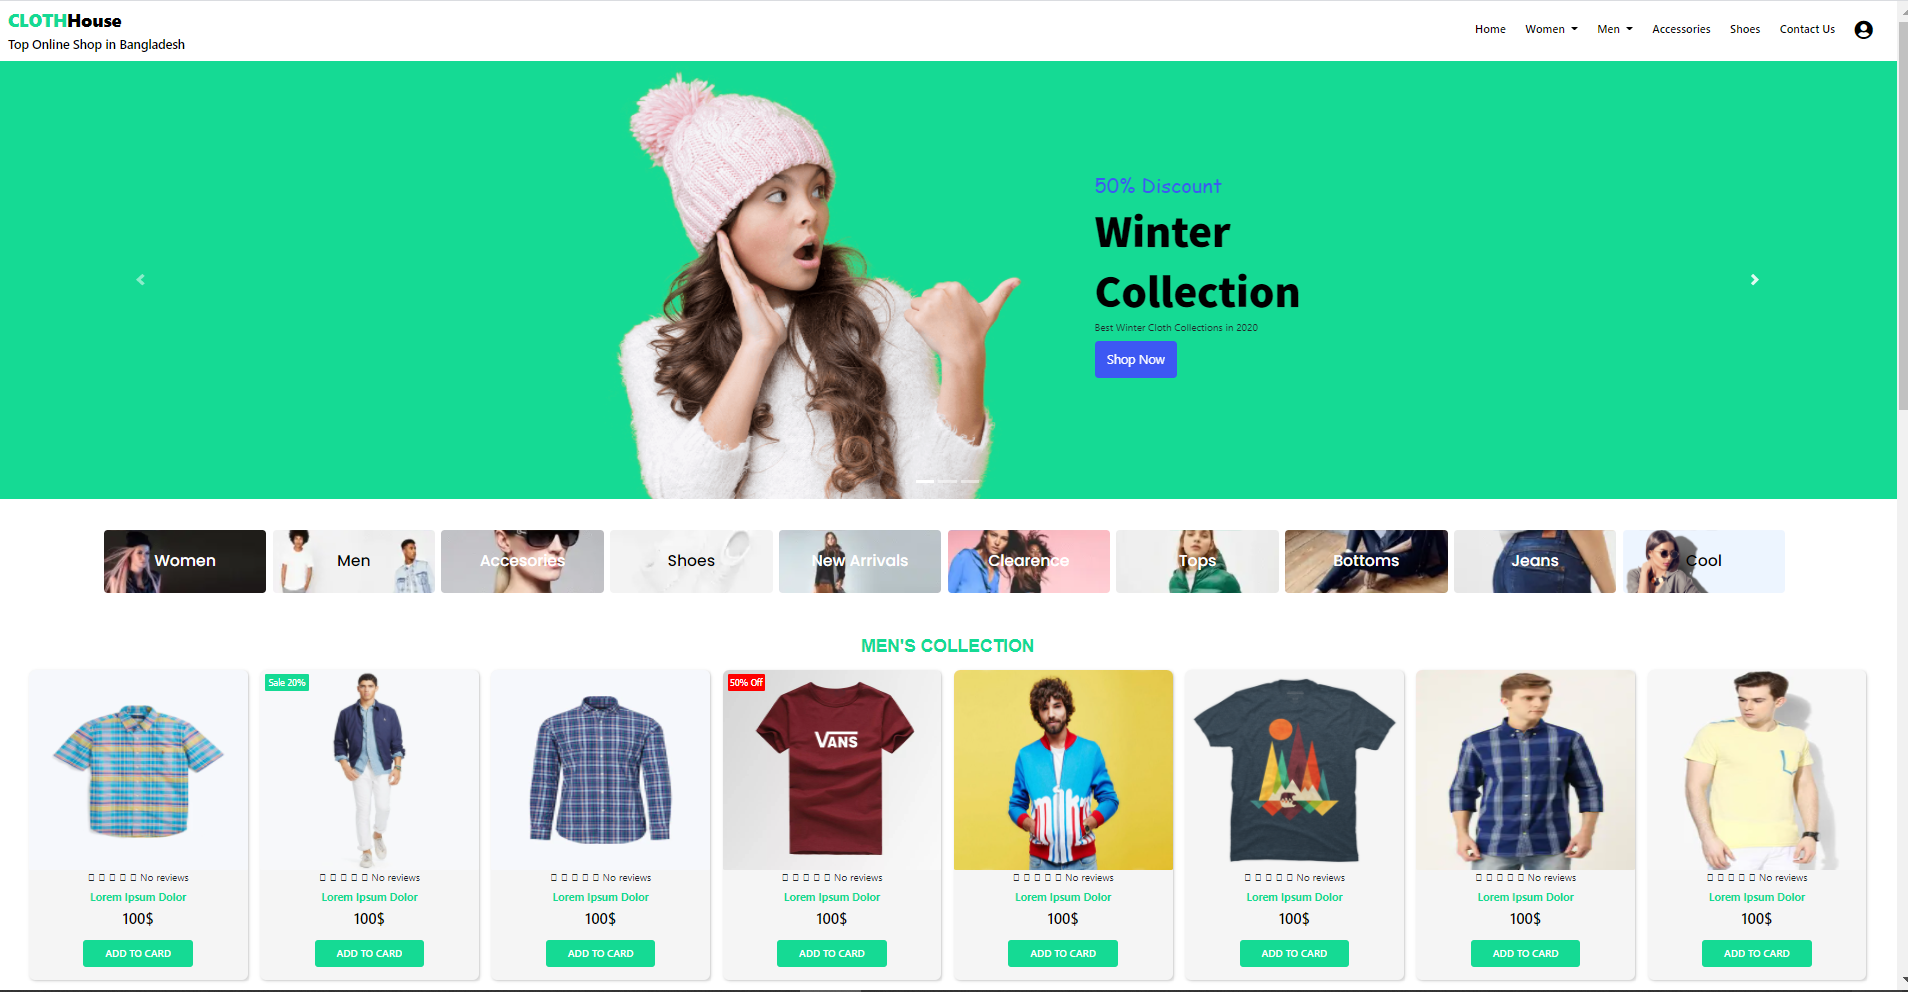 CLOTHHouse
Top Online Shop in Bangladesh
Home Women Men Accessories Shoes Contact Us
50% Discount
Winter
Collection
Best Winter Cloth Collections in 2020
Shop Now
Women Men Accesories Shoes New Arrivals Clearence Tops Bottoms Jeans Cool
MEN'S COLLECTION
Sale 20% 50% Off
VANS
No reviews No reviews No reviews No reviews No reviews No reviews No reviews No reviews
Lorem Ipsum Dolor Lorem Ipsum Dolor Lorem Ipsum Dolor Lorem Ipsum Dolor Lorem Ipsum Dolor Lorem Ipsum Dolor Lorem Ipsum Dolor Lorem Ipsum Dolor
100$ 100$ 100$ 100$ 100$ 100$ 100$ 100$
ADD TO CARD ADD TO CARD ADD TO CARD ADD TO CARD ADD TO CARD ADD TO CARD ADD TO CARD ADD TO CARD